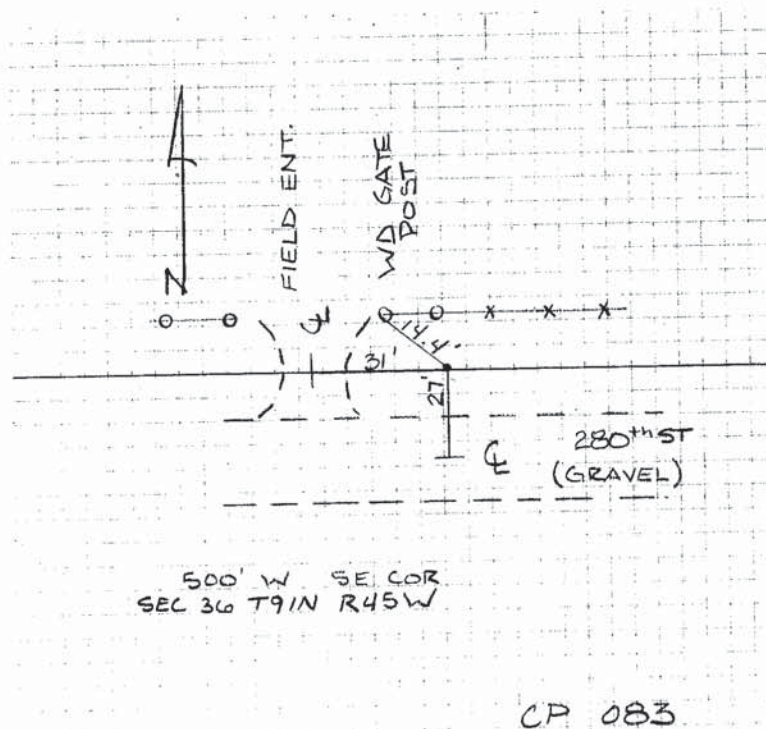 FIELD ENT.
WD GATE
POST
N
℄
14.4'
31'
27'
℄
280th ST
(GRAVEL)
500' W SE COR
SEC 36 T91N R45W
CP 083